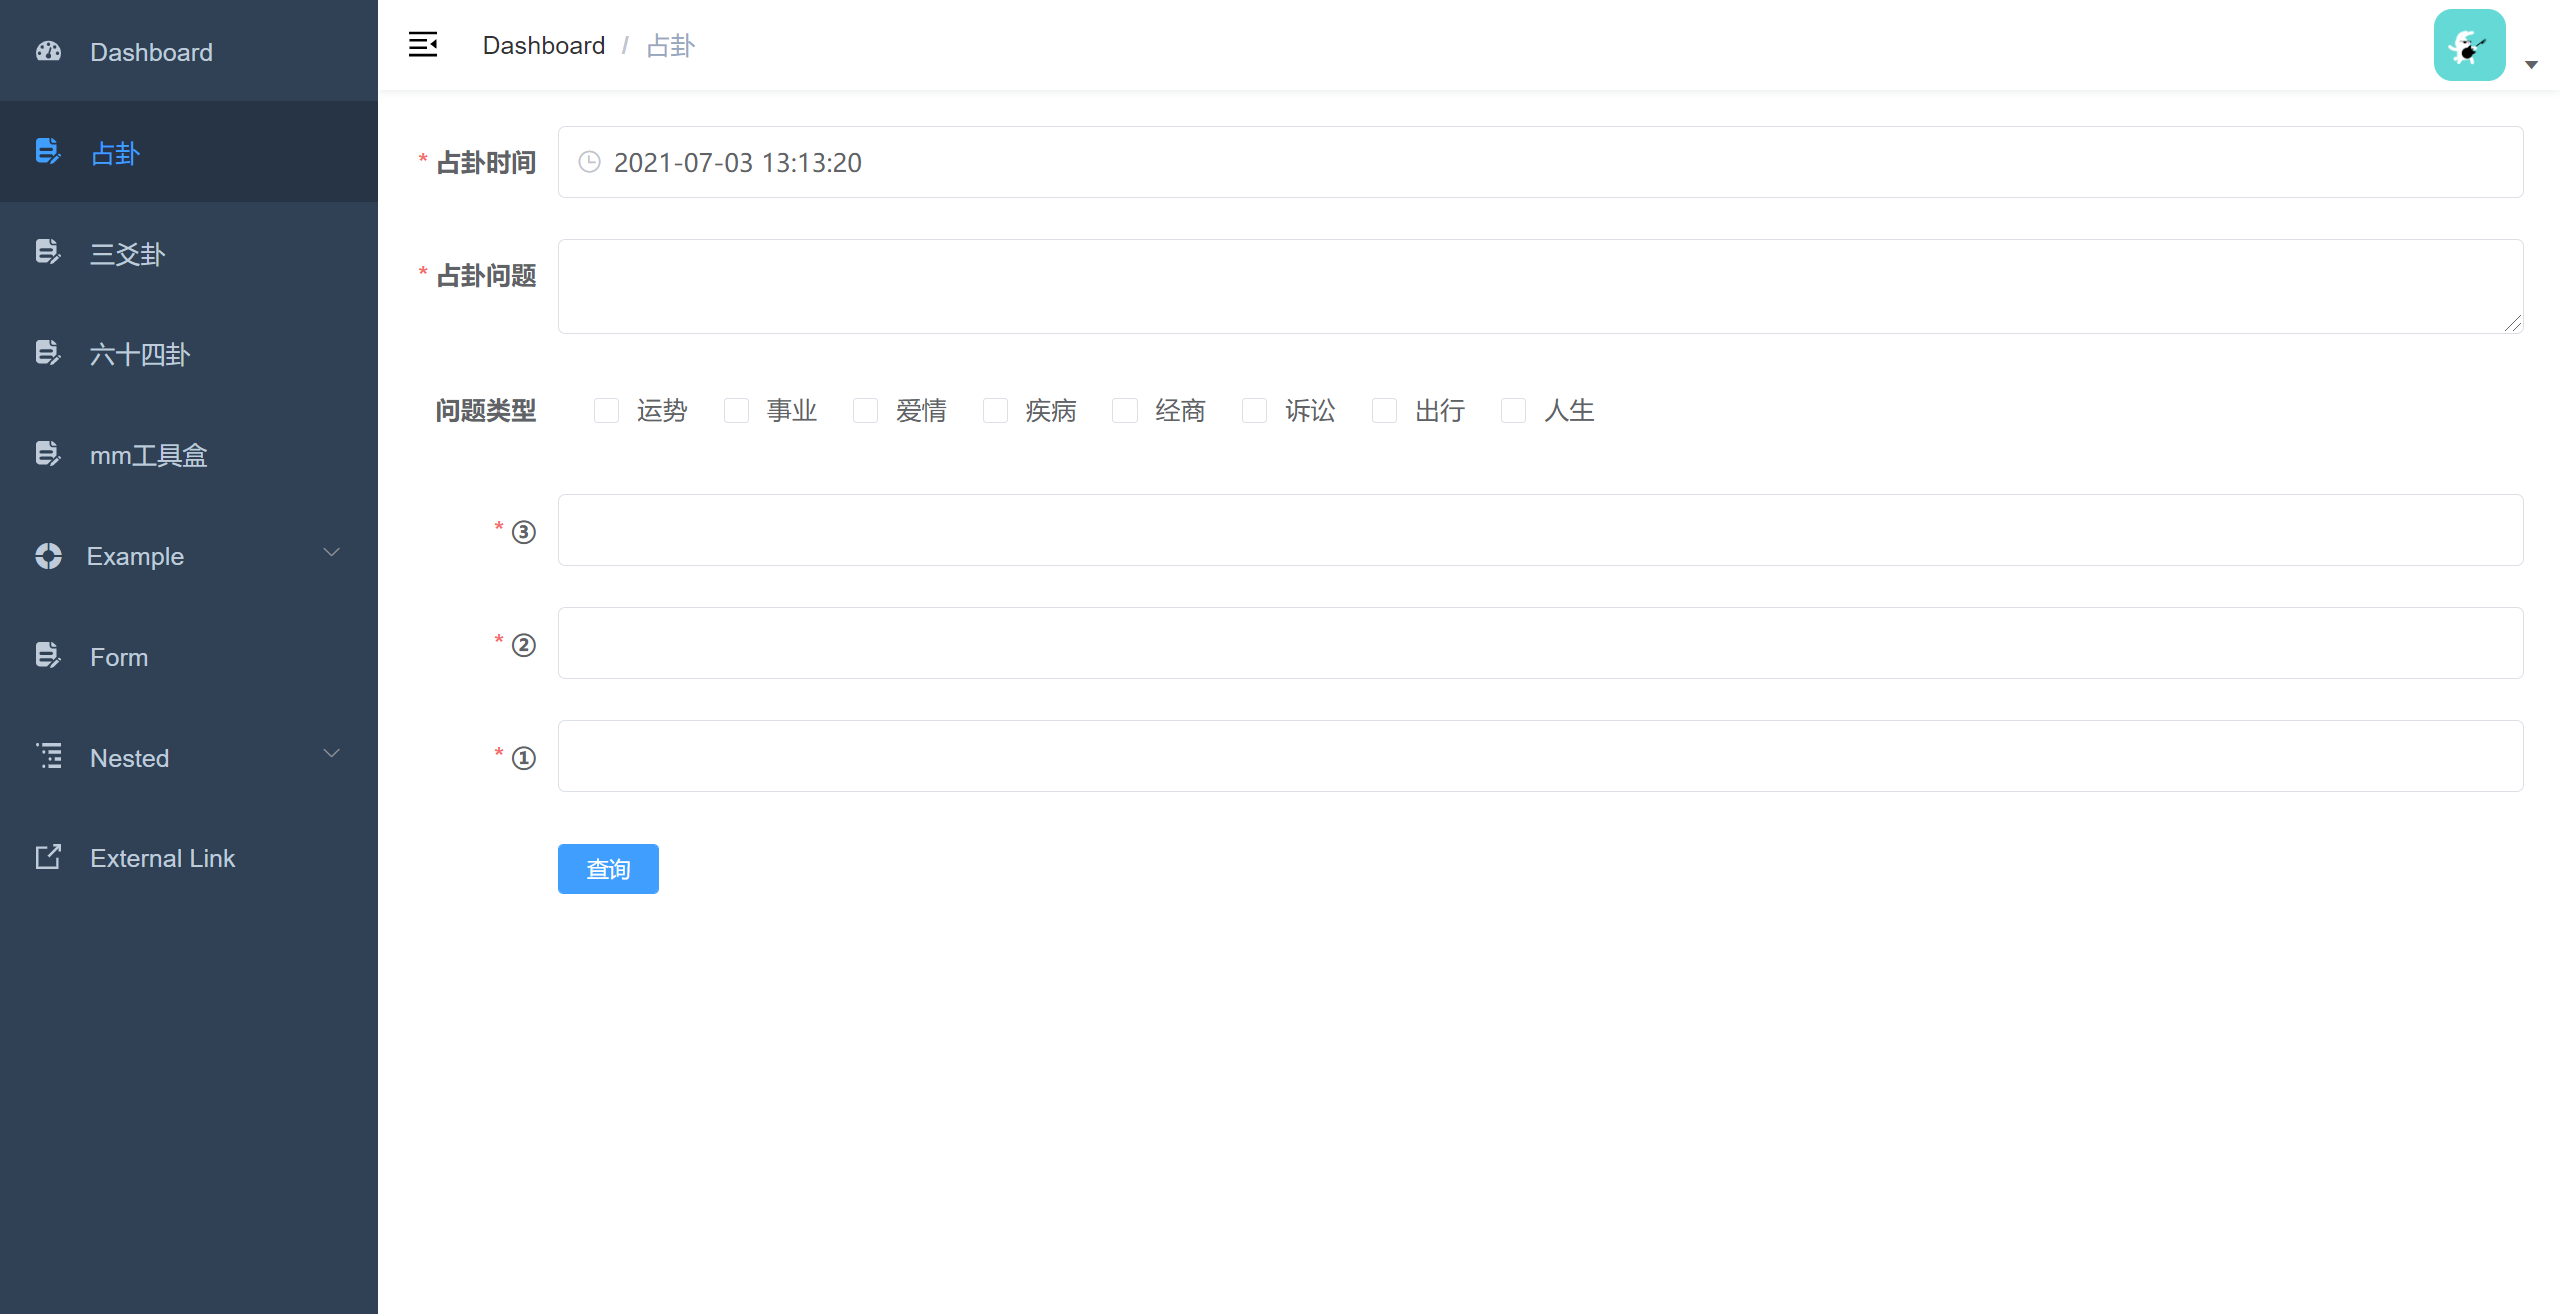 Dashboard
占卦
三爻卦
六十四卦
mm工具盒
Example
Form
Nested
External Link
Dashboard / 占卦
* 占卦时间 2021-07-03 13:13:20
* 占卦问题
问题类型 运势 事业 爱情 疾病 经商 诉讼 出行 人生
* ③
* ②
* ①
查询